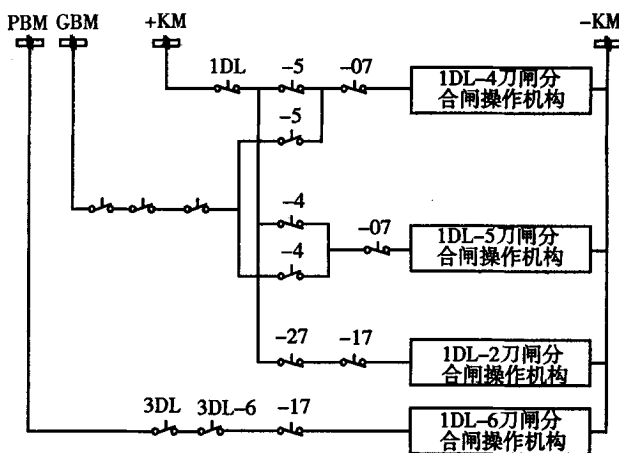 PBM GBM +KM -KM
1DL -5 -07 1DL-4刀闸分
合闸操作机构
-5
-4
-07 1DL-5刀闸分
合闸操作机构
-4
-27 -17 1DL-2刀闸分
合闸操作机构
3DL 3DL-6 -17 1DL-6刀闸分
合闸操作机构